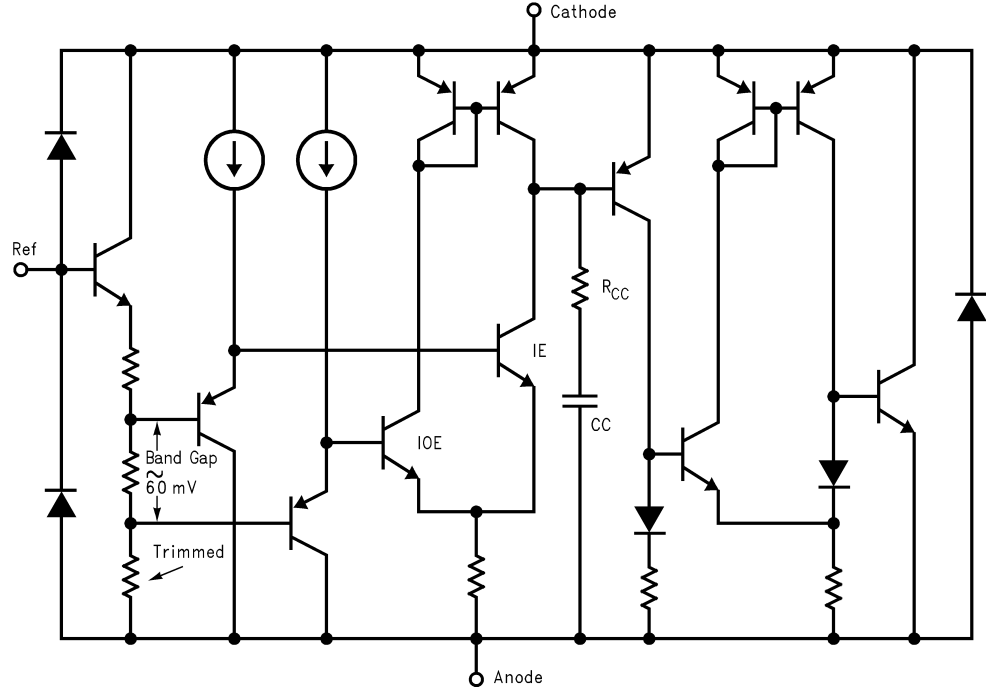 Cathode
Ref
R_CC
IE
CC
IOE
Band Gap
~
60 mV
Trimmed
Anode